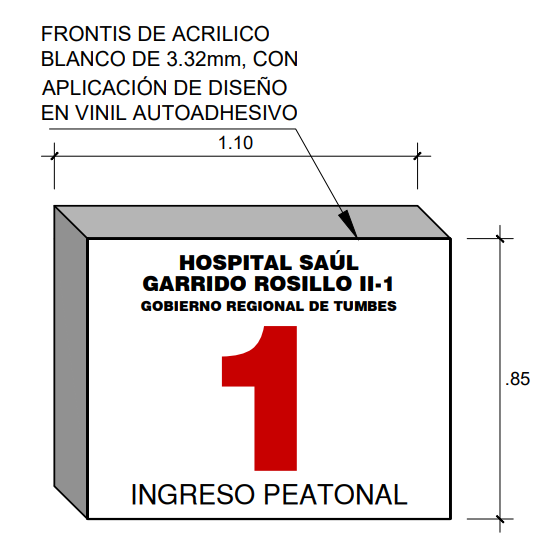 FRONTIS DE ACRILICO
BLANCO DE 3.32mm, CON
APLICACIÓN DE DISEÑO
EN VINIL AUTOADHESIVO
1.10
HOSPITAL SAÚL
GARRIDO ROSILLO II-1
GOBIERNO REGIONAL DE TUMBES
1
.85
INGRESO PEATONAL